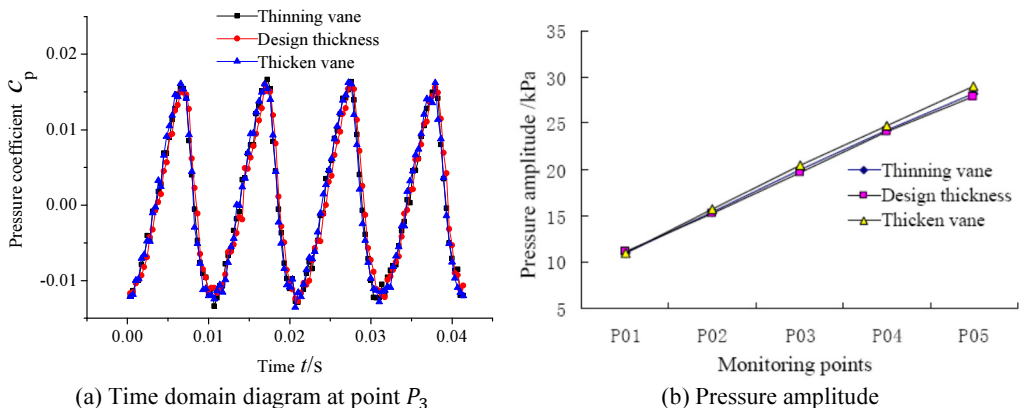 Thinning vane
Design thickness
Thicken vane
0.02
0.01
0.00
-0.01
Pressure coefficient C_p
0.00 0.01 0.02 0.03 0.04
Time t/s
(a) Time domain diagram at point P_3
35
30
25
20
15
10
5
Pressure amplitude /kPa
Thinning vane
Design thickness
Thicken vane
P01 P02 P03 P04 P05
Monitoring points
(b) Pressure amplitude